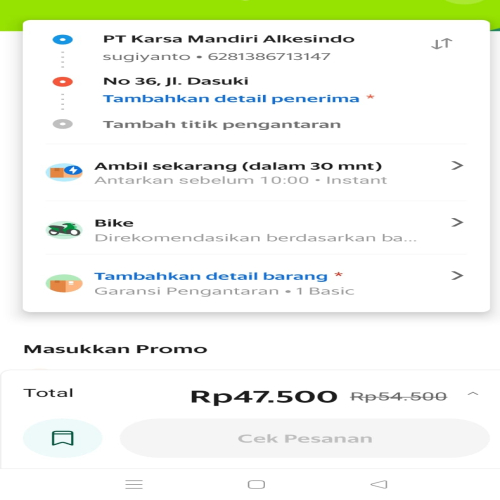 PT Karsa Mandiri Alkesindo
sugiyanto • 6281386713147
No 36, Jl. Dasuki
Tambahkan detail penerima *
Tambah titik pengantaran
Ambil sekarang (dalam 30 mnt)
Antarkan sebelum 10:00 • Instant
Bike
Direkomendasikan berdasarkan ba...
Tambahkan detail barang *
Garansi Pengantaran • 1 Basic
Masukkan Promo
Total Rp47.500 Rp54.500
Cek Pesanan